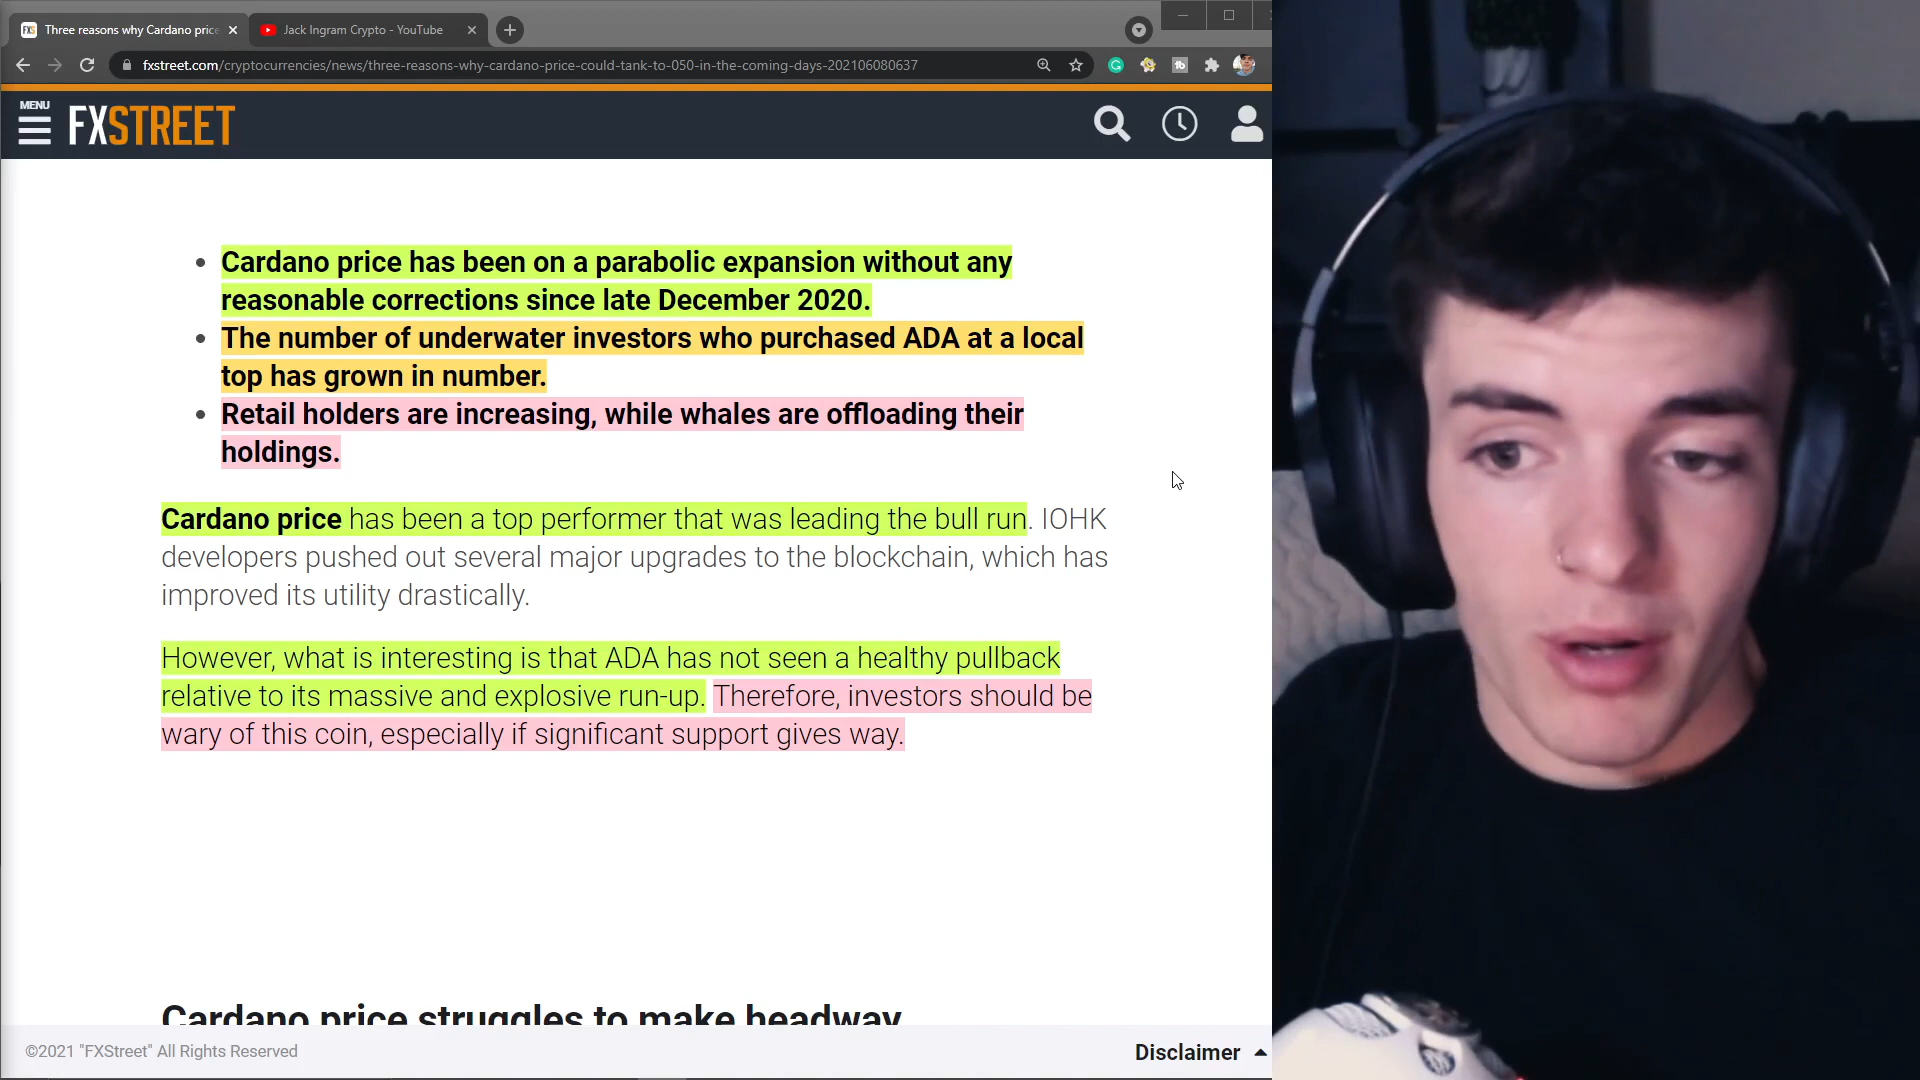 Three reasons why Cardano price
Jack Ingram Crypto - YouTube
fxstreet.com/cryptocurrencies/news/three-reasons-why-cardano-price-could-tank-to-050-in-the-coming-days-202106080637
MENU
FXSTREET
Cardano price has been on a parabolic expansion without any
reasonable corrections since late December 2020.
The number of underwater investors who purchased ADA at a local
top has grown in number.
Retail holders are increasing, while whales are offloading their
holdings.
Cardano price has been a top performer that was leading the bull run. IOHK
developers pushed out several major upgrades to the blockchain, which has
improved its utility drastically.
However, what is interesting is that ADA has not seen a healthy pullback
relative to its massive and explosive run-up. Therefore, investors should be
wary of this coin, especially if significant support gives way.
Cardano price struggles to make headway
©2021 "FXStreet" All Rights Reserved
Disclaimer